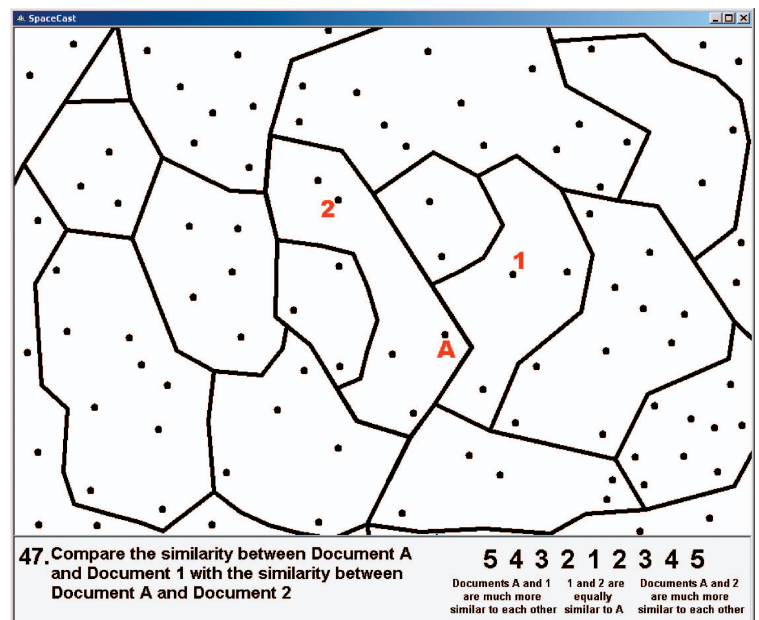 SpaceCast
2
1
A
47. Compare the similarity between Document A
and Document 1 with the similarity between
Document A and Document 2
5 4 3 2 1 2 3 4 5
Documents A and 1
are much more
similar to each other
1 and 2 are
equally
similar to A
Documents A and 2
are much more
similar to each other